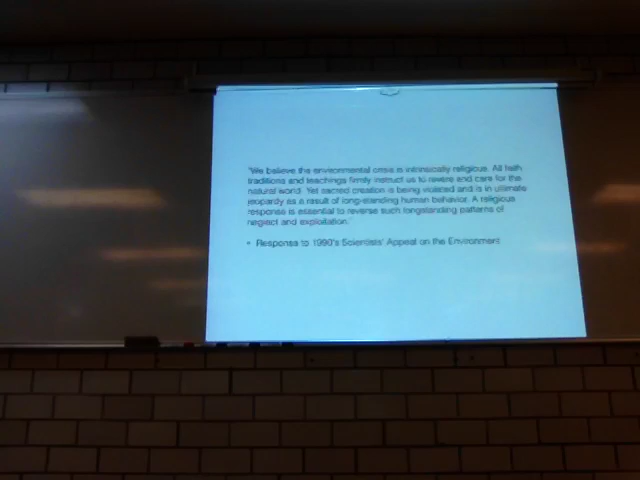 "We believe the environmental crisis is intrinsically religious. All faith
traditions and teachings firmly instruct us to revere and care for the
natural world. Yet sacred creation is being violated and is in ultimate
jeopardy as a result of long-standing human behavior. A religious
response is essential to reverse such longstanding patterns of
neglect and exploitation."
• Response to 1990's Scientists' Appeal on the Environment